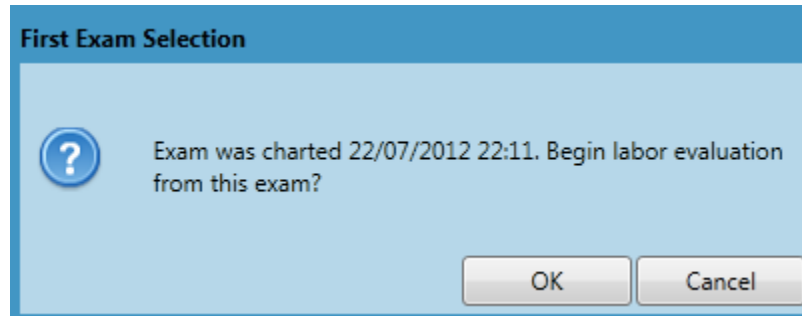 First Exam Selection
Exam was charted 22/07/2012 22:11. Begin labor evaluation
from this exam?
OK Cancel